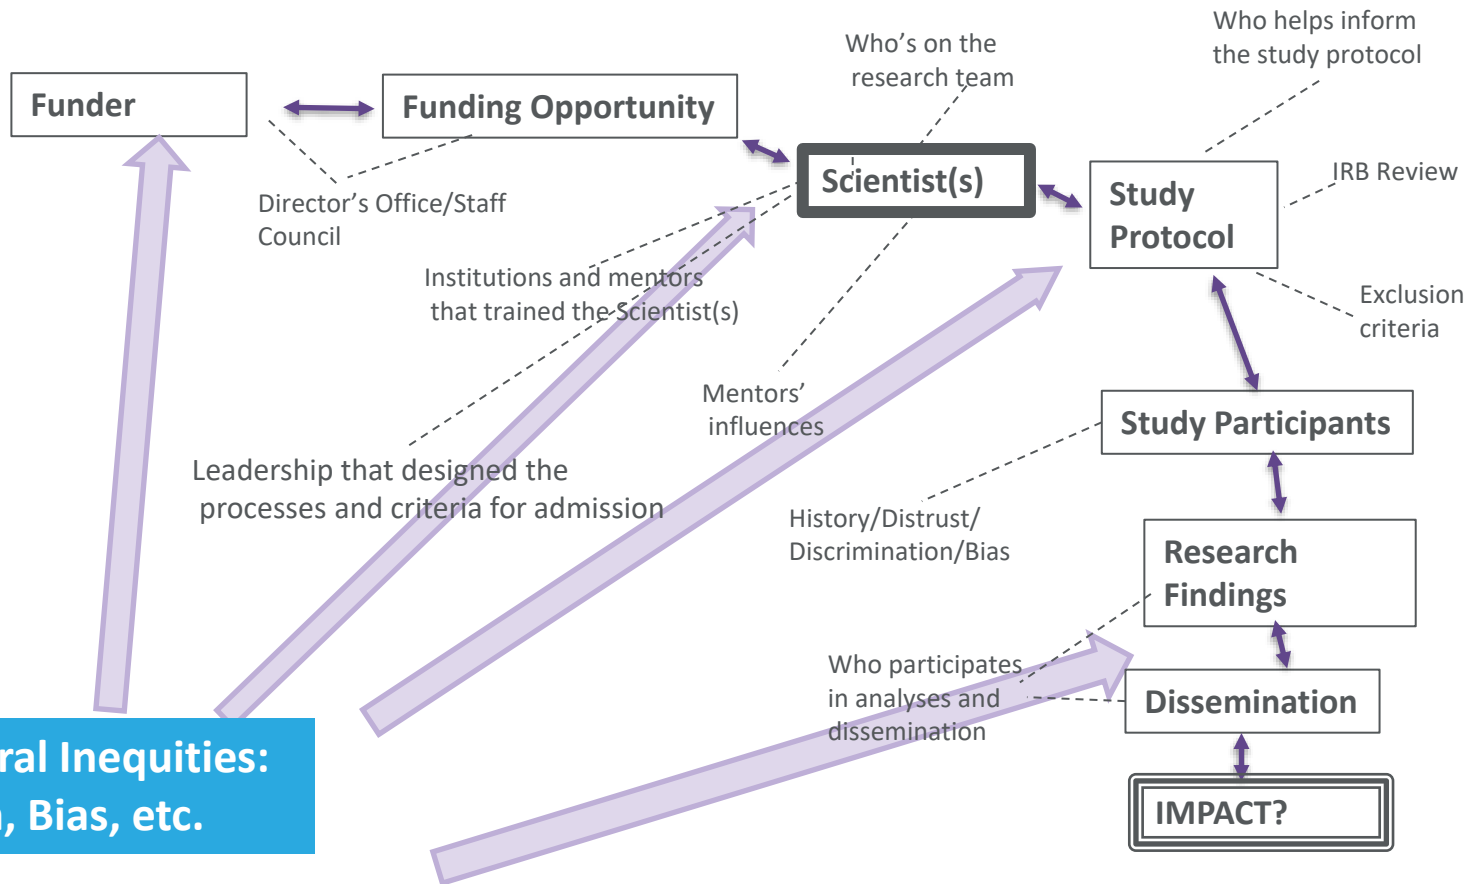 Who's on the
research team
Who helps inform
the study protocol
Funder
Funding Opportunity
Scientist(s)
Study
Protocol
IRB Review
Director's Office/Staff
Council
Institutions and mentors
that trained the Scientist(s)
Exclusion
criteria
Mentors'
influences
Study Participants
Leadership that designed the
processes and criteria for admission
History/Distrust/
Discrimination/Bias
Research
Findings
Who participates
in analyses and
dissemination
Dissemination
Inequities:
Bias, etc.
IMPACT?